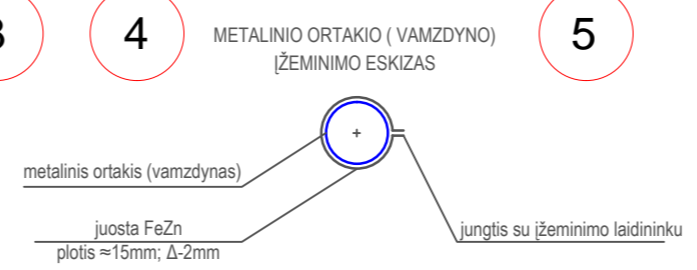 4
METALINIO ORTAKIO ( VAMZDYNO)
ĮŽEMINIMO ESKIZAS
5
metalinis ortakis (vamzdynas)
juosta FeZn
plotis ≈15mm; Δ-2mm
jungtis su įžeminimo laidininku